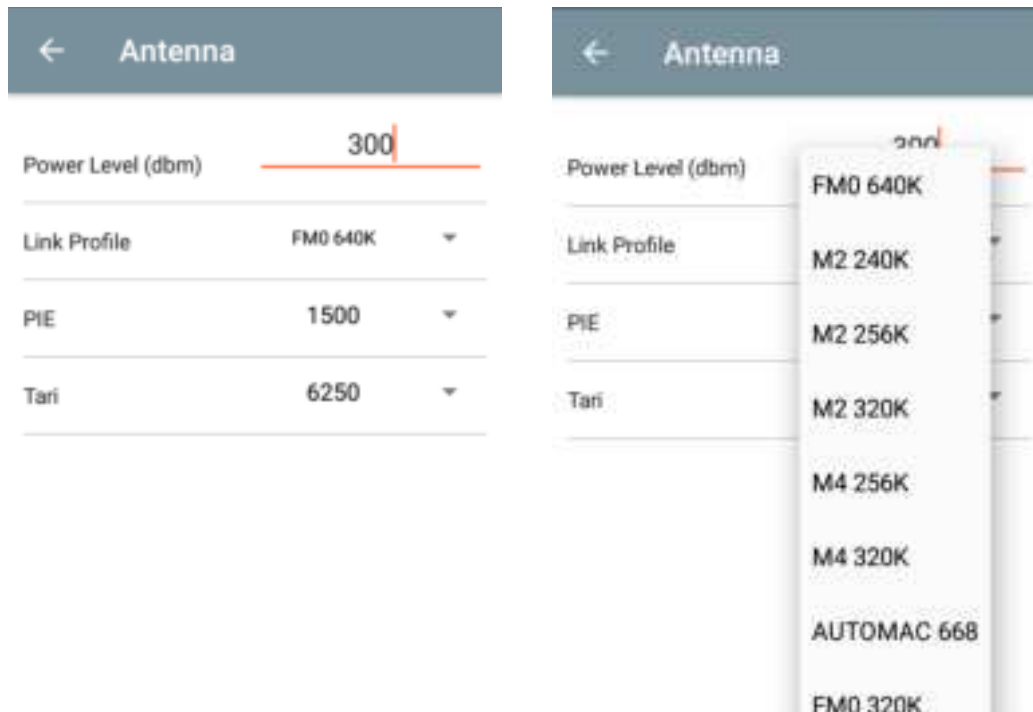 Antenna
Power Level (dbm) 300
Link Profile FM0 640K
PIE 1500
Tari 6250
Antenna
Power Level (dbm) 300
Link Profile
PIE
Tari
FM0 640K
M2 240K
M2 256K
M2 320K
M4 256K
M4 320K
AUTOMAC 668
FM0 320K